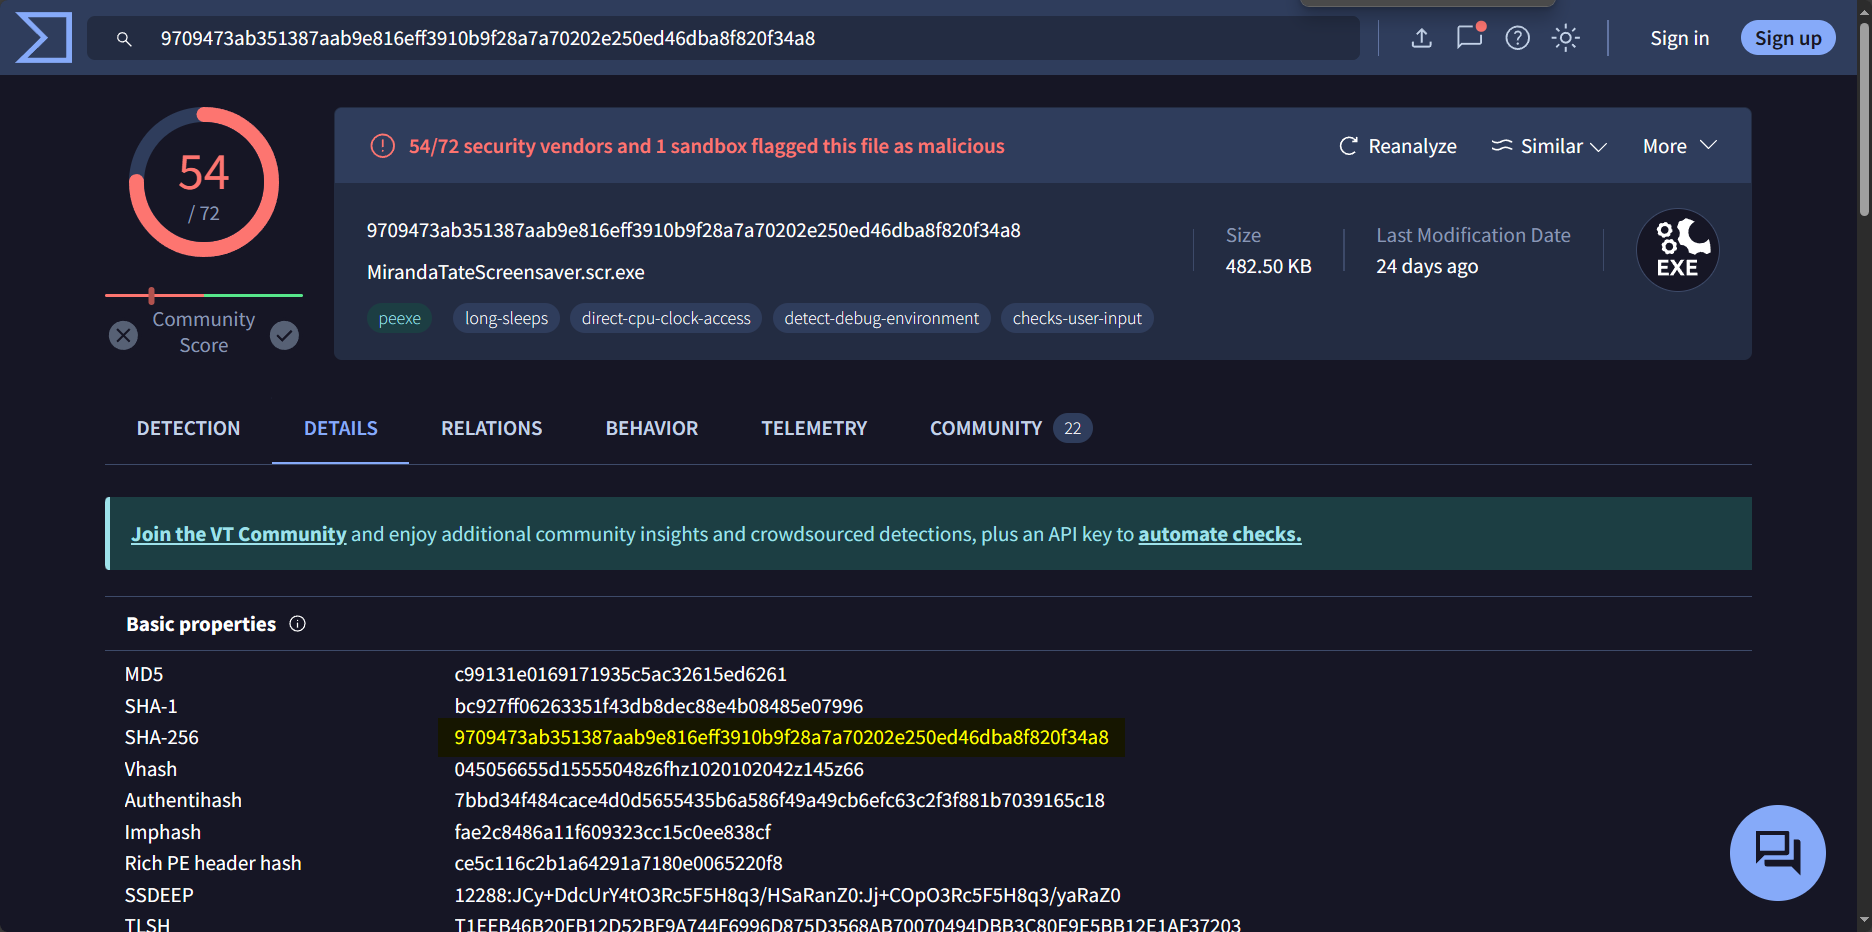 9709473ab351387aab9e816eff3910b9f28a7a70202e250ed46dba8f820f34a8
Sign in
Sign up
54
/ 72
Community
Score
54/72 security vendors and 1 sandbox flagged this file as malicious
Reanalyze
Similar
More
9709473ab351387aab9e816eff3910b9f28a7a70202e250ed46dba8f820f34a8
MirandaTateScreensaver.scr.exe
peexe long-sleeps direct-cpu-clock-access detect-debug-environment checks-user-input
Size
482.50 KB
Last Modification Date
24 days ago
EXE
DETECTION DETAILS RELATIONS BEHAVIOR TELEMETRY COMMUNITY 22
Join the VT Community and enjoy additional community insights and crowdsourced detections, plus an API key to automate checks.
Basic properties
MD5 c99131e0169171935c5ac32615ed6261
SHA-1 bc927ff06263351f43db8dec88e4b08485e07996
SHA-256 9709473ab351387aab9e816eff3910b9f28a7a70202e250ed46dba8f820f34a8
Vhash 045056655d15555048z6fhz1020102042z145z66
Authentihash 7bbd34f484cace4d0d5655435b6a586f49a49cb6efc63c2f3f881b7039165c18
Imphash fae2c8486a11f609323cc15c0ee838cf
Rich PE header hash ce5c116c2b1a64291a7180e0065220f8
SSDEEP 12288:JCy+DdcUrY4tO3Rc5F5H8q3/HSaRanZ0:Jj+COpO3Rc5F5H8q3/yaRaZ0
TLSH